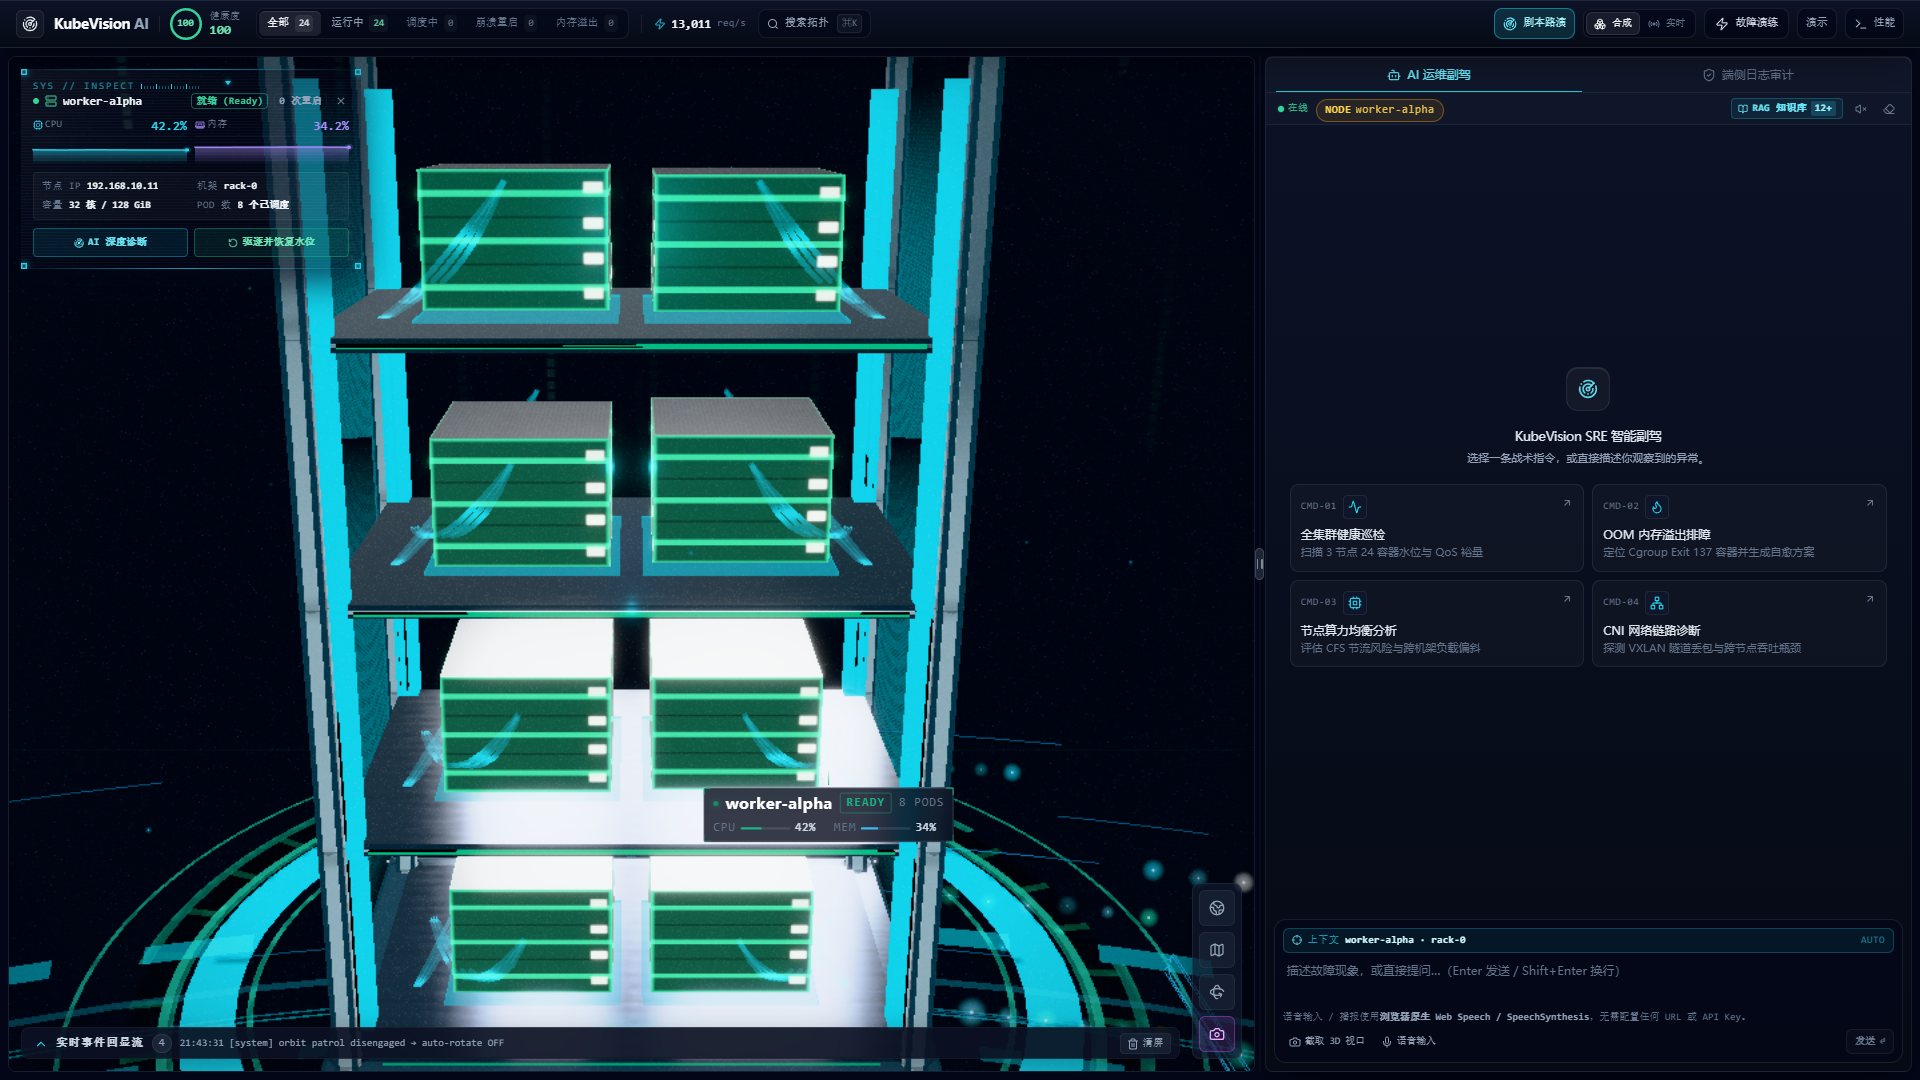 KubeVision AI
100
健康度
100
全部 24
运行中 24
调度中 0
崩溃重启 0
内存溢出 0
13,011 req/s
搜索拓扑 ⌘K
剧本路演
合成
实时
故障演练
演示
性能
SYS // INSPECT
worker-alpha
就绪 (Ready)
0 次重启
CPU 42.2%
内存 34.2%
节点 IP 192.168.10.11
机架 rack-0
容量 32 核 / 128 GiB
POD 数 8 个已调度
AI 深度诊断
驱逐并恢复水位
worker-alpha READY 8 PODS
CPU 42% MEM 34%
实时事件回显流 4 21:43:31 [system] orbit patrol disengaged → auto-rotate OFF
清屏
AI 运维副驾
端侧日志审计
在线
NODE worker-alpha
RAG 知识库 12+
KubeVision SRE 智能副驾
选择一条战术指令，或直接描述你观察到的异常。
CMD-01
全集群健康巡检
扫描 3 节点 24 容器水位与 QoS 裕量
CMD-02
OOM 内存溢出排障
定位 Cgroup Exit 137 容器并生成自愈方案
CMD-03
节点算力均衡分析
评估 CFS 节流风险与跨机架负载偏斜
CMD-04
CNI 网络链路诊断
探测 VXLAN 隧道丢包与跨节点吞吐瓶颈
上下文 worker-alpha · rack-0 AUTO
描述故障现象，或直接提问... (Enter 发送 / Shift+Enter 换行)
语音输入 / 播报使用浏览器原生 Web Speech / SpeechSynthesis，无需配置任何 URL 或 API Key。
截取 3D 视口
语音输入
发送